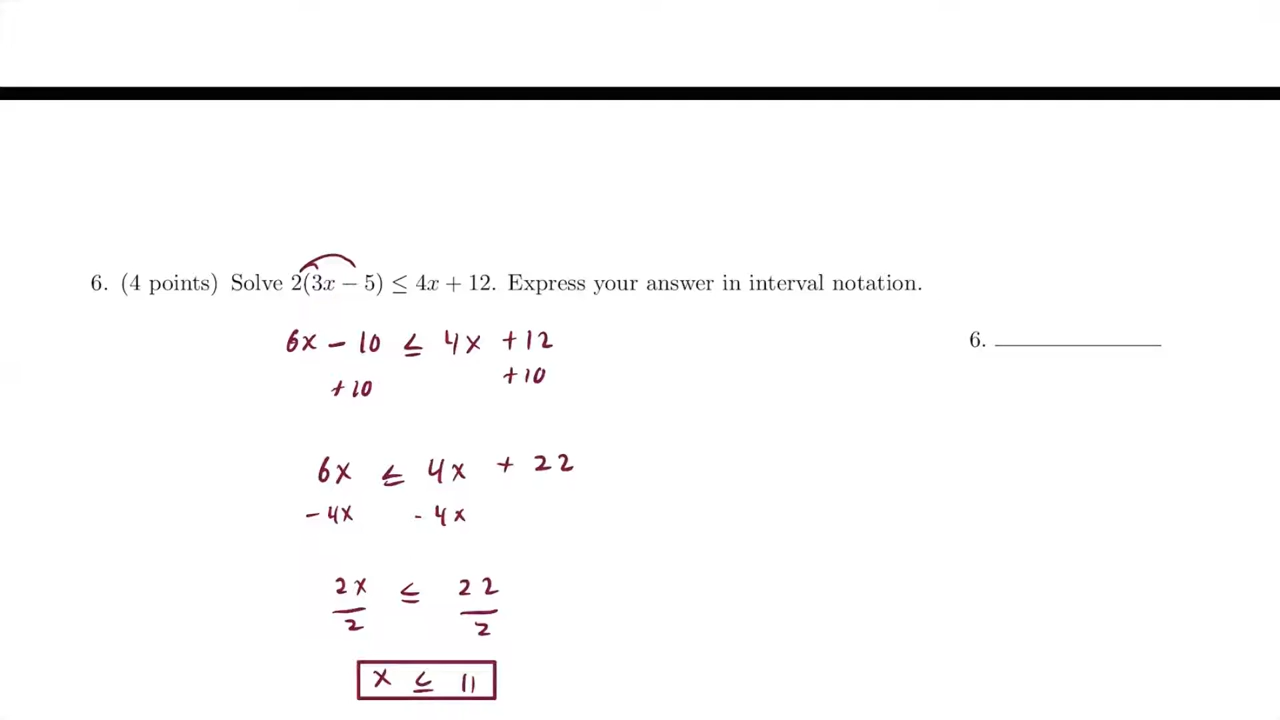 6. (4 points) Solve 2(3x − 5) ≤ 4x + 12. Express your answer in interval notation.
6x − 10 ≤ 4x +12
6.
+10 +10
6x ≤ 4x + 22
−4x - 4x
2x ≤ 22
2 2
x ≤ 11